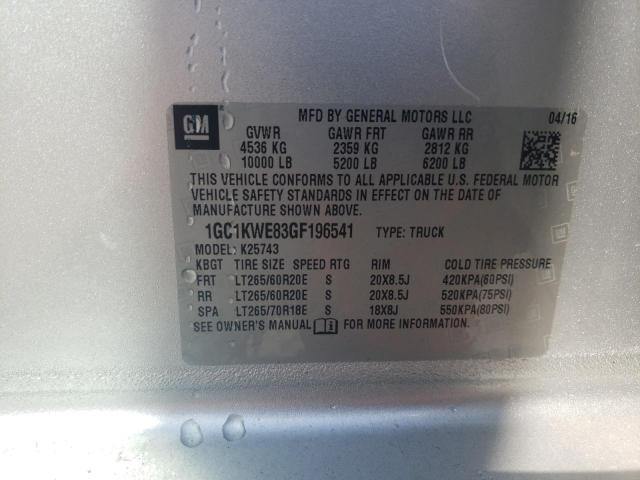 GM
MFD BY GENERAL MOTORS LLC 04/16
GVWR GAWR FRT GAWR RR
4536 KG 2359 KG 2812 KG
10000 LB 5200 LB 6200 LB
THIS VEHICLE CONFORMS TO ALL APPLICABLE U.S. FEDERAL MOTOR
VEHICLE SAFETY STANDARDS IN EFFECT ON THE DATE OF
MANUFACTURE SHOWN ABOVE.
1GC1KWE83GF196541 TYPE: TRUCK
MODEL: K25743
KBGT TIRE SIZE SPEED RTG RIM COLD TIRE PRESSURE
FRT LT265/60R20E S 20X8.5J 420KPA(60PSI)
RR LT265/60R20E S 20X8.5J 520KPA(75PSI)
SPA LT265/70R18E S 18X8J 550KPA(80PSI)
SEE OWNER'S MANUAL FOR MORE INFORMATION.